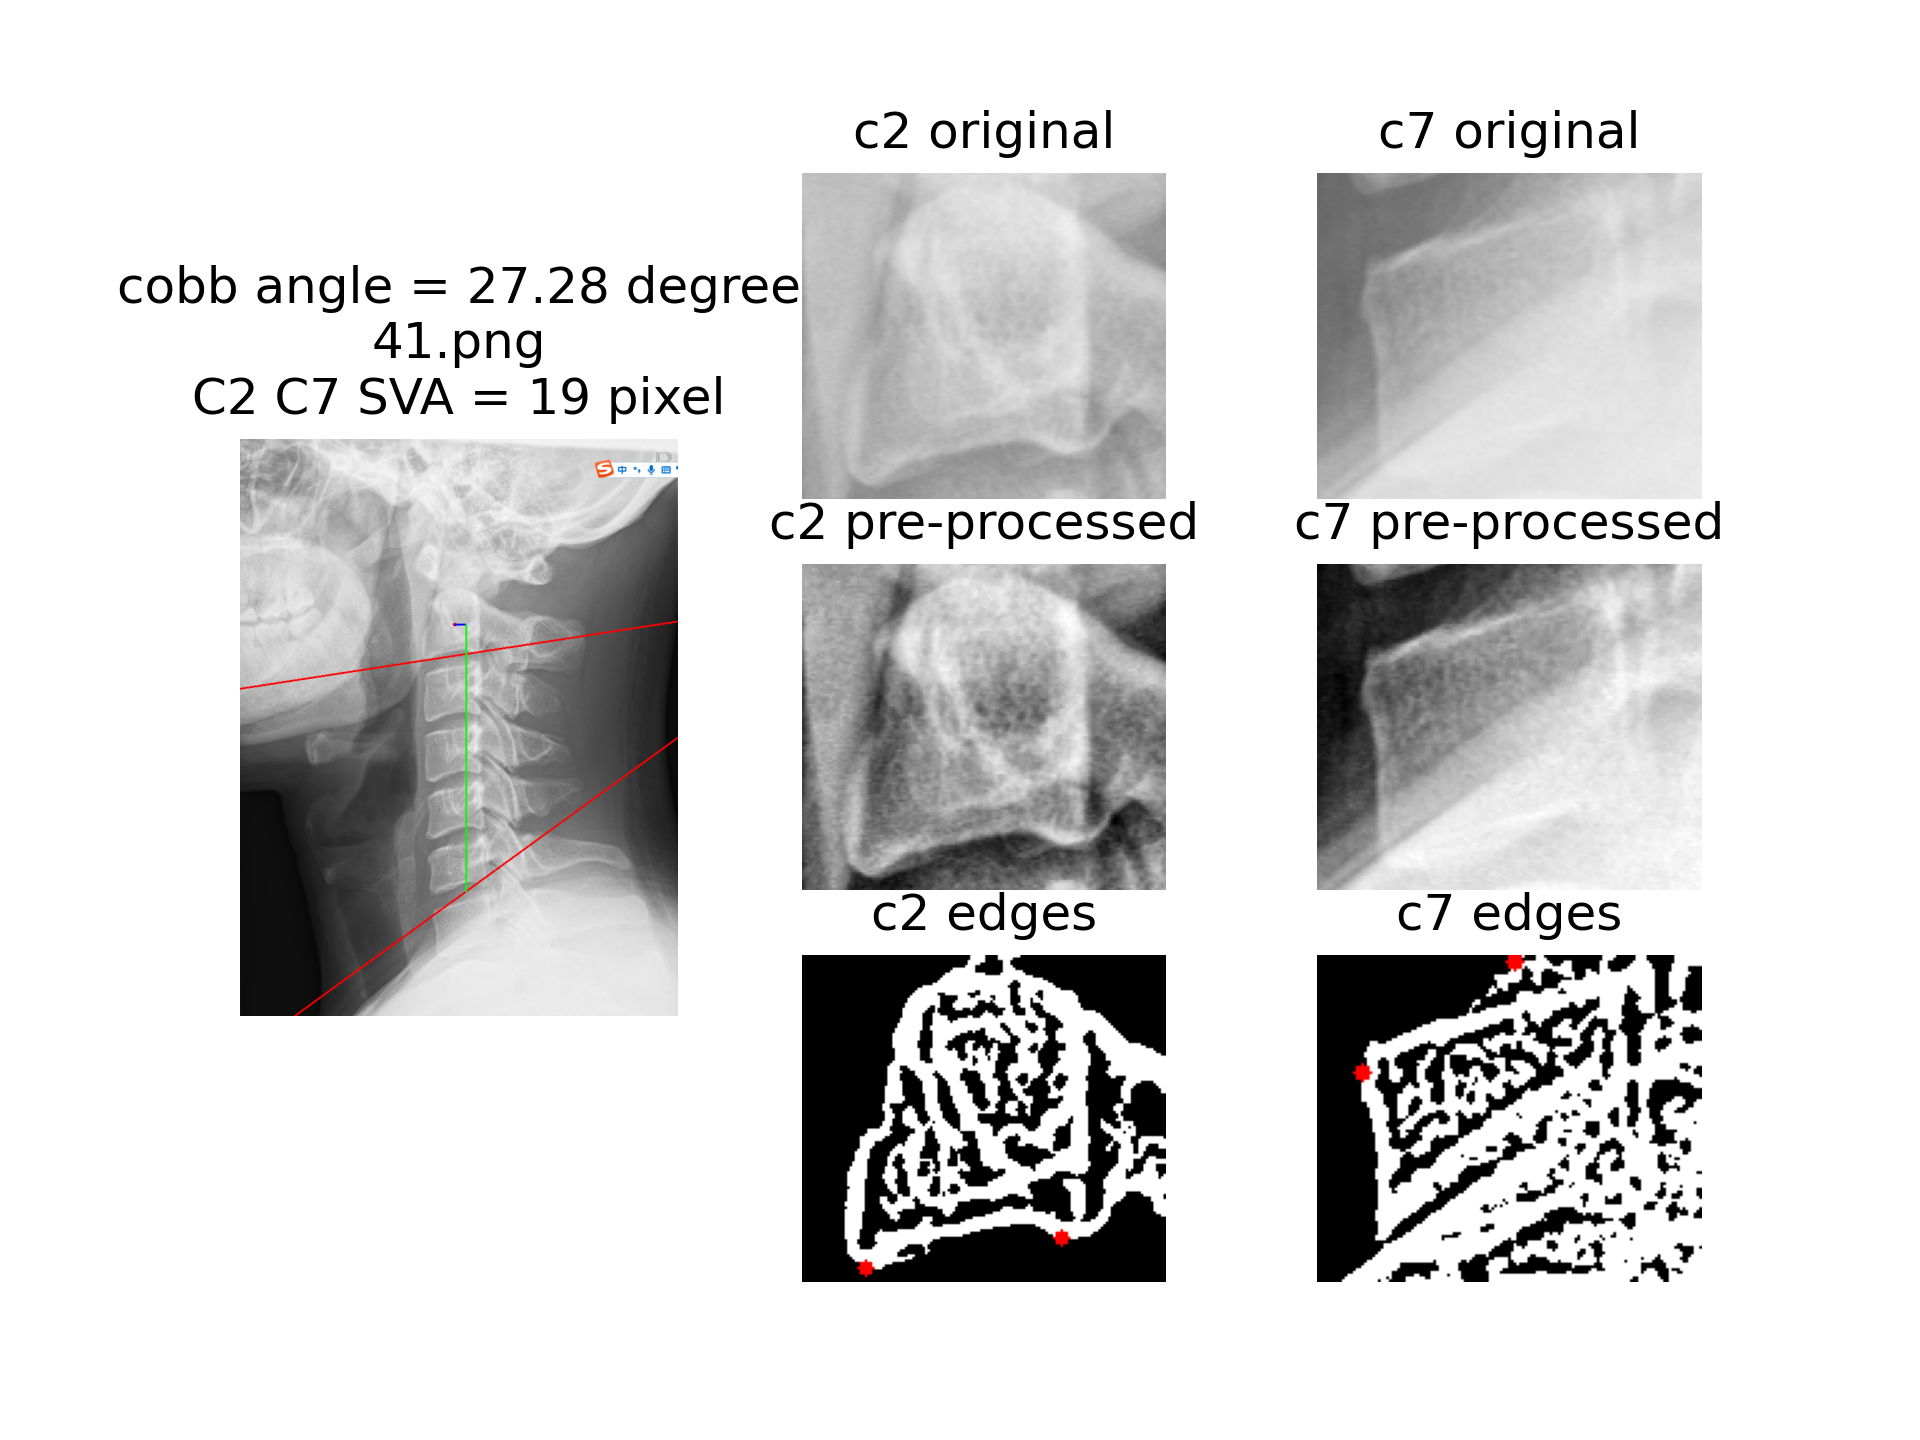 cobb angle = 27.28 degree
41.png
C2 C7 SVA = 19 pixel
S 中
c2 original
c7 original
c2 pre-processed
c7 pre-processed
c2 edges
c7 edges